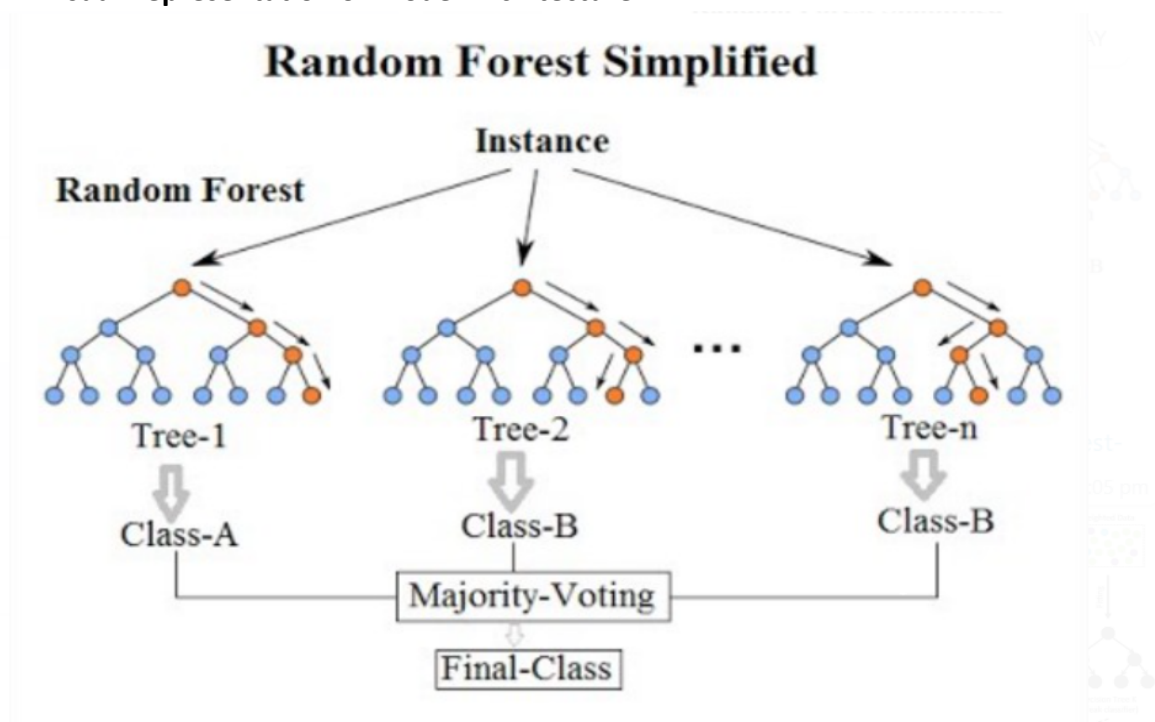 Random Forest Simplified
Instance
Random Forest
...
Tree-1
Tree-2
Tree-n
Class-A
Class-B
Class-B
Majority-Voting
Final-Class